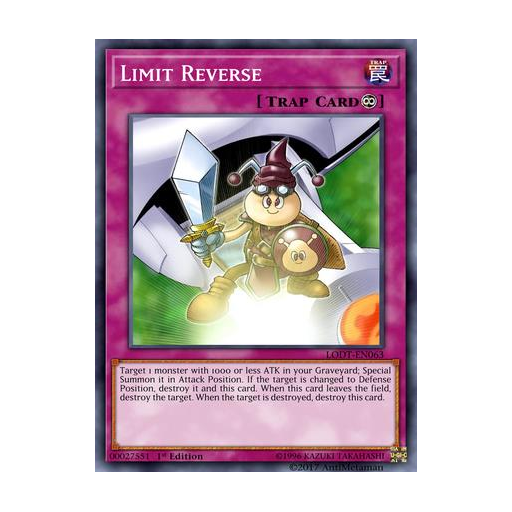 LIMIT REVERSE
TRAP
罠
[ TRAP CARD ]
LODT-EN063
Target 1 monster with 1000 or less ATK in your Graveyard; Special
Summon it in Attack Position. If the target is changed to Defense
Position, destroy it and this card. When this card leaves the field,
destroy the target. When the target is destroyed, destroy this card.
00027551 1st Edition
©1996 KAZUKI TAKAHASHI
©2017 AntiMetaman